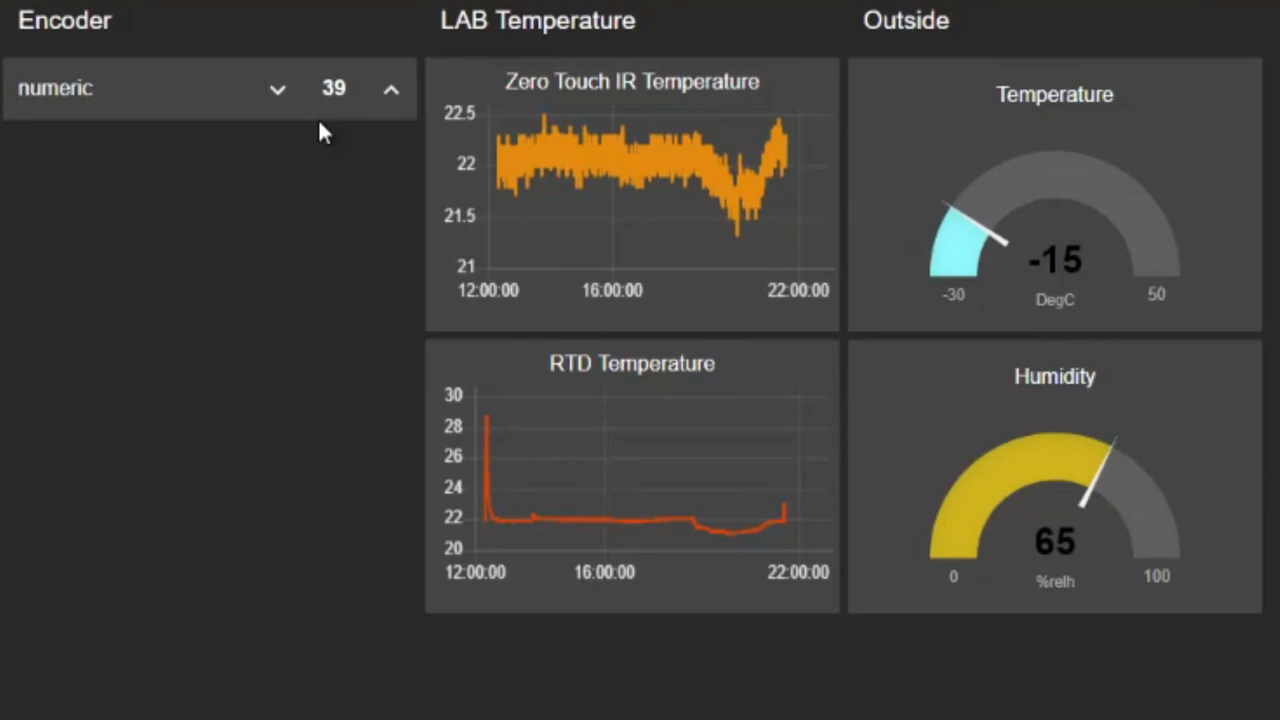 Encoder
numeric
39
LAB Temperature
Zero Touch IR Temperature
22.5
22
21.5
21
12:00:00 16:00:00 22:00:00
RTD Temperature
30
28
26
24
22
20
12:00:00 16:00:00 22:00:00
Outside
Temperature
-15
-30 DegC 50
Humidity
65
0 %relh 100